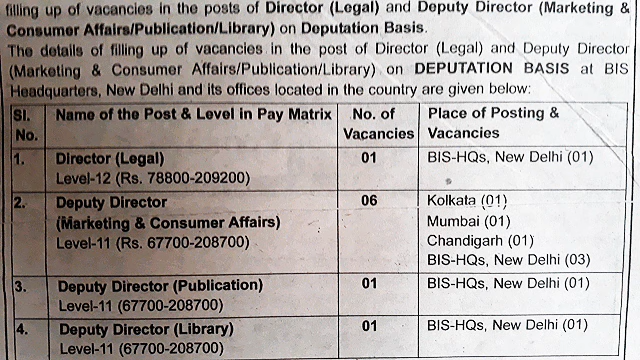 filling up of vacancies in the posts of Director (Legal) and Deputy Director (Marketing &
Consumer Affairs/Publication/Library) on Deputation Basis.
The details of filling up of vacancies in the post of Director (Legal) and Deputy Director
(Marketing & Consumer Affairs/Publication/Library) on DEPUTATION BASIS at BIS
Headquarters, New Delhi and its offices located in the country are given below:
Sl. No. Name of the Post & Level in Pay Matrix No. of Vacancies Place of Posting & Vacancies
1. Director (Legal) 01 BIS-HQs, New Delhi (01)
Level-12 (Rs. 78800-209200)
2. Deputy Director 06 Kolkata (01)
(Marketing & Consumer Affairs) Mumbai (01)
Level-11 (Rs. 67700-208700) Chandigarh (01)
BIS-HQs, New Delhi (03)
3. Deputy Director (Publication) 01 BIS-HQs, New Delhi (01)
Level-11 (67700-208700)
4. Deputy Director (Library) 01 BIS-HQs, New Delhi (01)
Level-11 (67700-208700)